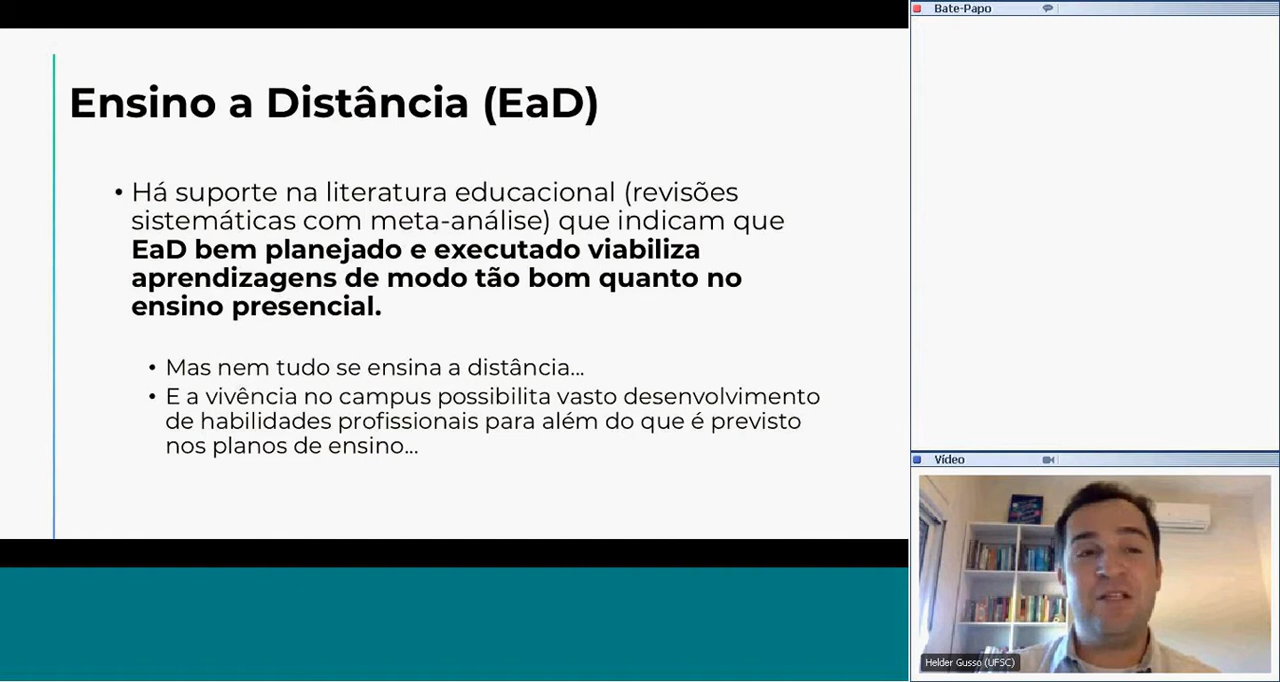 Ensino a Distância (EaD)
• Há suporte na literatura educacional (revisões
sistemáticas com meta-análise) que indicam que
EaD bem planejado e executado viabiliza
aprendizagens de modo tão bom quanto no
ensino presencial.
• Mas nem tudo se ensina a distância...
• E a vivência no campus possibilita vasto desenvolvimento
de habilidades profissionais para além do que é previsto
nos planos de ensino...
Bate-Papo
Vídeo
Helder Gusso (UFSC)